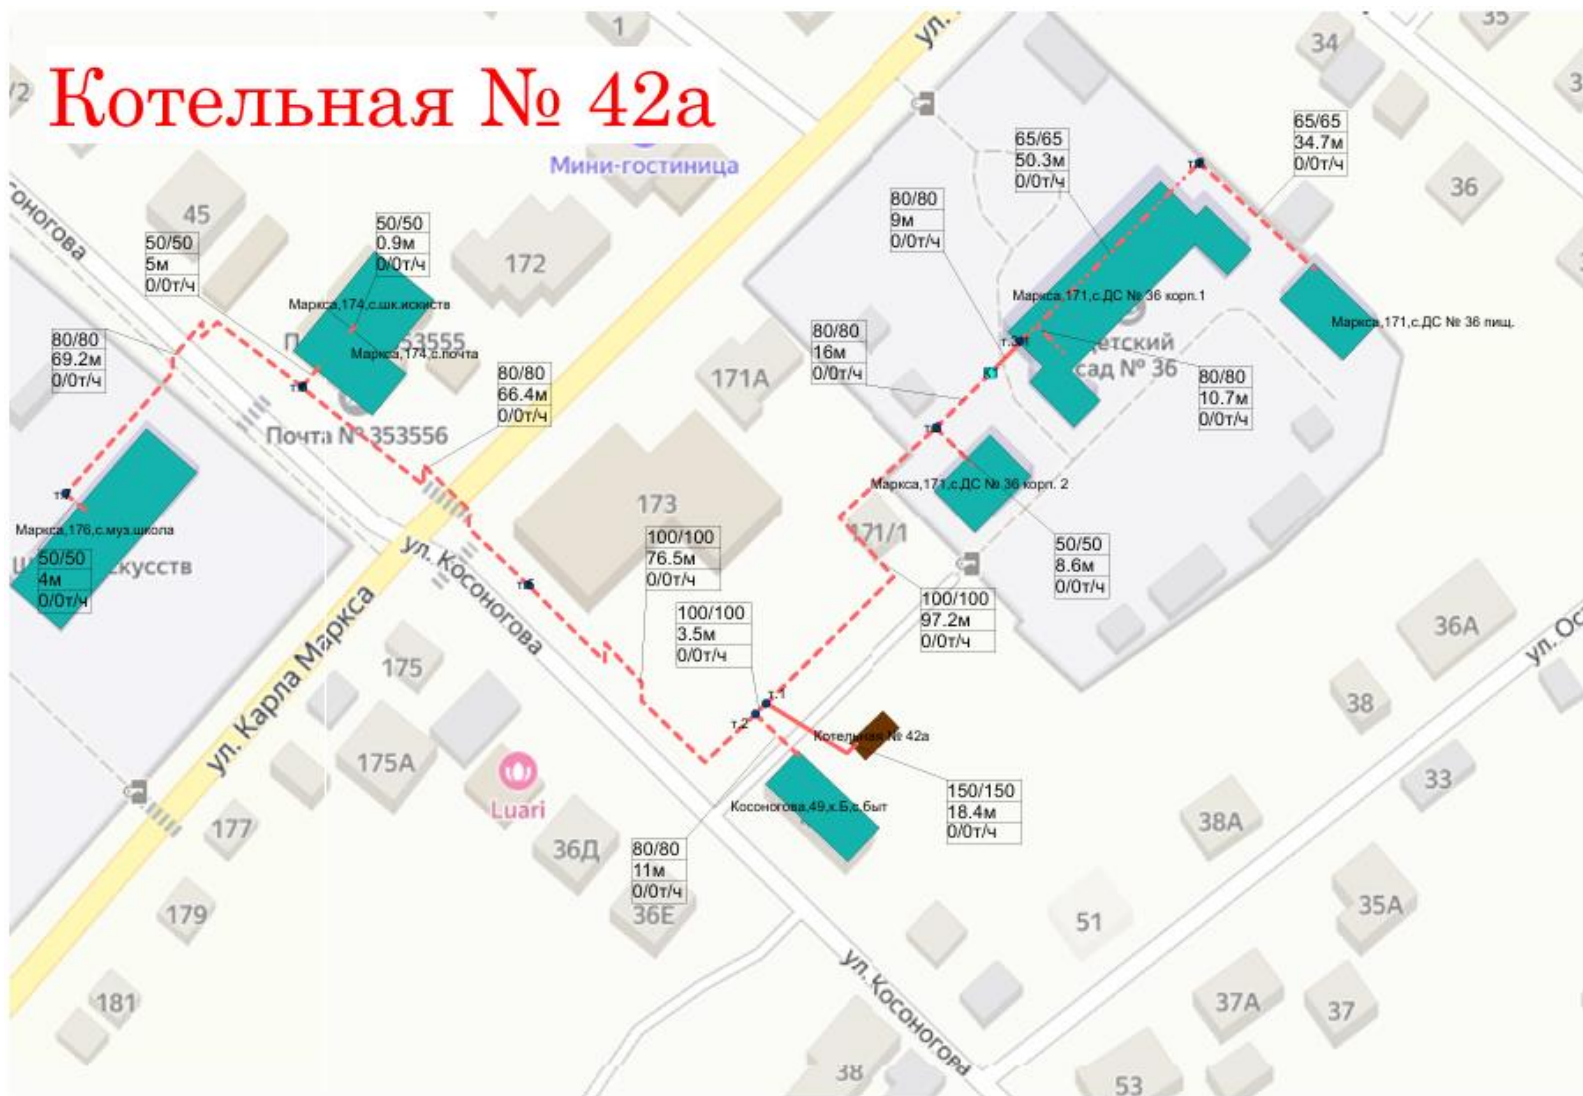 Котельная № 42а
1
ул.
35
34
/2
65/65
34.7м
0/0т/ч
65/65
50.3м
0/0т/ч
Мини-гостиница
36
80/80
9м
0/0т/ч
45
50/50
0.9м
0/0т/ч
50/50
5м
0/0т/ч
172
соногова
Маркса,174,с.шк.искиств
Маркса,171,с.ДС № 36 корп.1
Маркса,171,с.ДС № 36 пищ.
353555
Маркса,174,с.почта
80/80
69.2м
0/0т/ч
80/80
16м
0/0т/ч
детский
сад № 36
171А
80/80
66.4м
0/0т/ч
80/80
10.7м
0/0т/ч
Почта № 353556
173
Маркса,171,с.ДС № 36 корп. 2
Маркса,176,с.муз.школа
171/1
искусств
50/50
4м
0/0т/ч
100/100
76.5м
0/0т/ч
50/50
8.6м
0/0т/ч
ул. Косоногова
100/100
3.5м
0/0т/ч
100/100
97.2м
0/0т/ч
36А
ул. Ос
ул. Карла Маркса
175
т.1
т.2
38
Котельная № 42а
175А
Luari
Косоногова,49,к.Б,с.быт
150/150
18.4м
0/0т/ч
33
38А
177
36Д
80/80
11м
0/0т/ч
179
36Е
51
35А
ул. Косоногова
181
37А
37
38
53